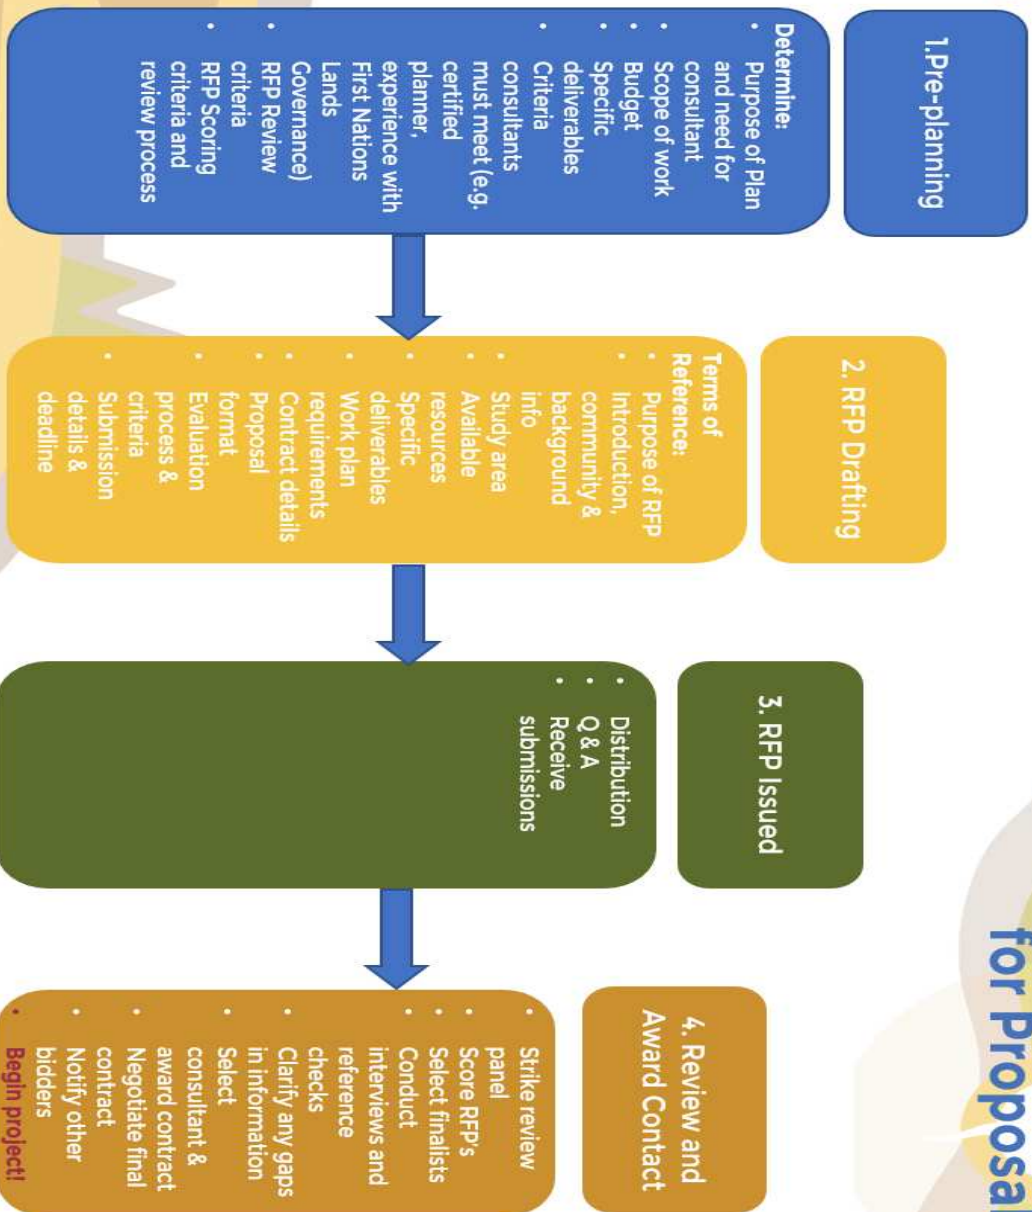 for Proposal
1.Pre-planning
Determine:
• Purpose of Plan
and need for
consultant
• Scope of work
• Budget
• Specific
deliverables
• Criteria
consultants
must meet (e.g.
certified
planner,
experience with
First Nations
Lands
Governance)
• RFP Review
criteria
• RFP Scoring
criteria and
review process
2. RFP Drafting
Terms of
Reference:
• Purpose of RFP
• Introduction,
community &
background
info
• Study area
• Available
resources
• Specific
deliverables
• Work plan
requirements
• Contract details
• Proposal
format
• Evaluation
process &
criteria
• Submission
details &
deadline
3. RFP Issued
• Distribution
• Q & A
• Receive
submissions
4. Review and
Award Contact
• Strike review
panel
• Score RFP's
• Select finalists
• Conduct
interviews and
reference
checks
• Clarify any gaps
in information
• Select
consultant &
award contract
• Negotiate final
contract
• Notify other
bidders
• Begin project!